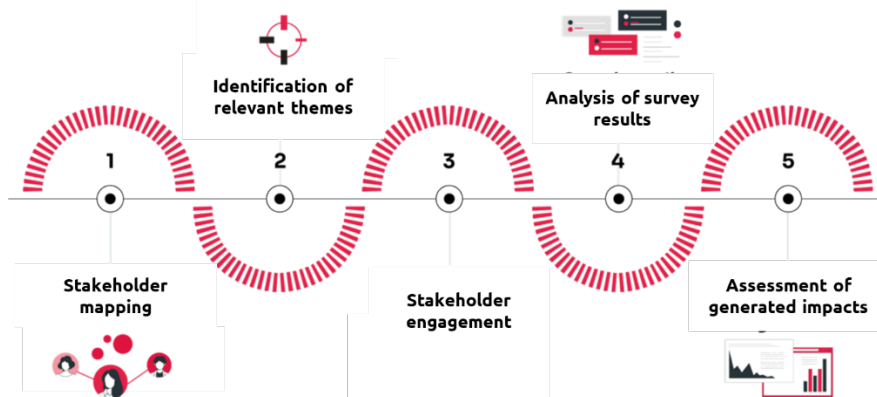 Identification of
relevant themes
Analysis of survey
results
1
2
3
4
5
Stakeholder
mapping
Stakeholder
engagement
Assessment of
generated impacts